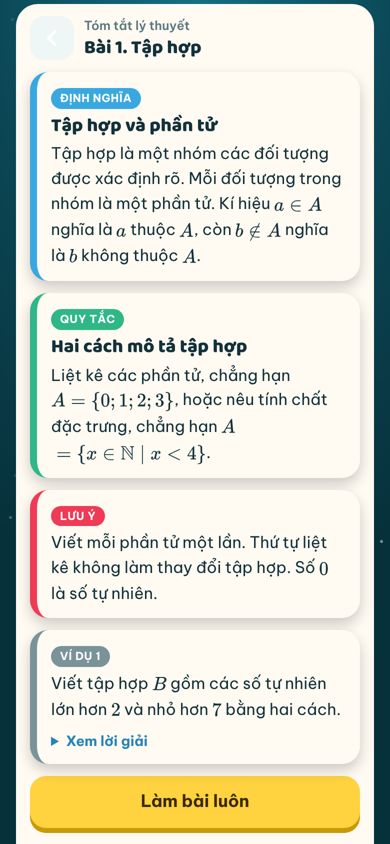 Tóm tắt lý thuyết
Bài 1. Tập hợp
ĐỊNH NGHĨA
Tập hợp và phần tử
Tập hợp là một nhóm các đối tượng
được xác định rõ. Mỗi đối tượng trong
nhóm là một phần tử. Kí hiệu a ∈ A
nghĩa là a thuộc A, còn b ∉ A nghĩa
là b không thuộc A.
QUY TẮC
Hai cách mô tả tập hợp
Liệt kê các phần tử, chẳng hạn
A = {0; 1; 2; 3}, hoặc nêu tính chất
đặc trưng, chẳng hạn A
= {x ∈ ℕ | x < 4}.
LƯU Ý
Viết mỗi phần tử một lần. Thứ tự liệt
kê không làm thay đổi tập hợp. Số 0
là số tự nhiên.
VÍ DỤ 1
Viết tập hợp B gồm các số tự nhiên
lớn hơn 2 và nhỏ hơn 7 bằng hai cách.
▶ Xem lời giải
Làm bài luôn